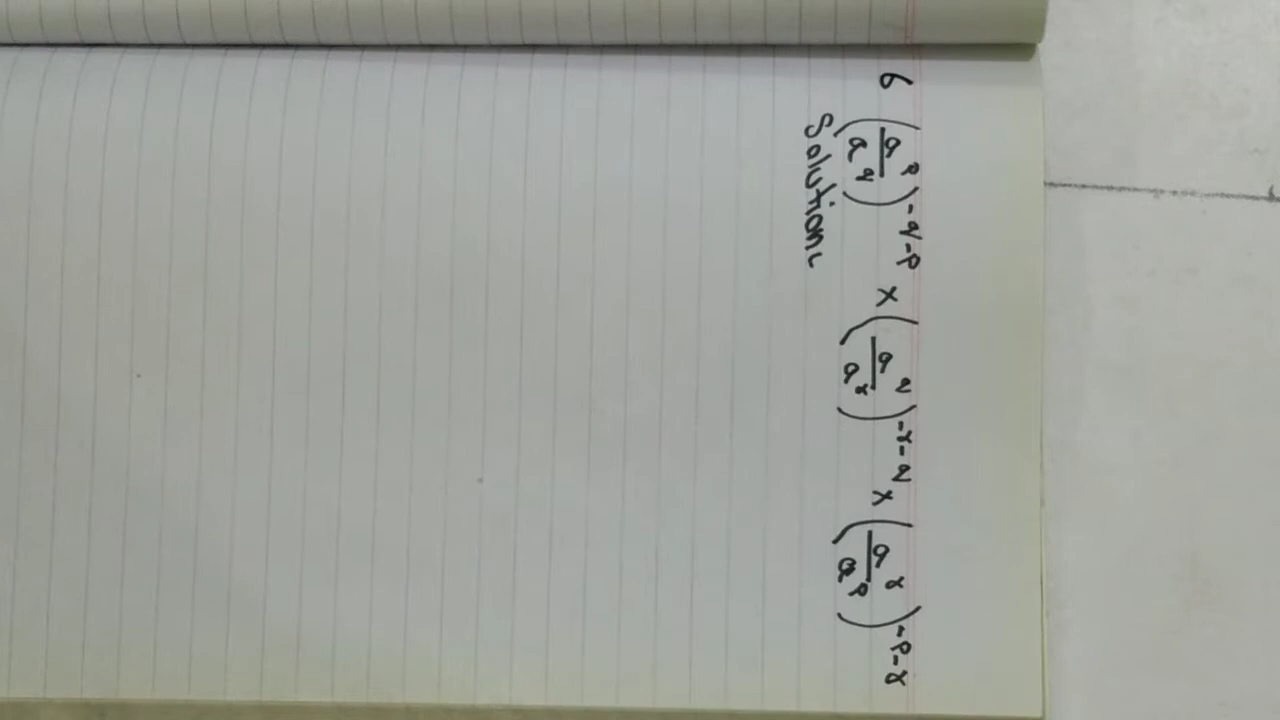 6 (a^p/a^q)^-q-p × (a^q/a^r)^-r-q × (a^r/a^p)^-p-r
Solution